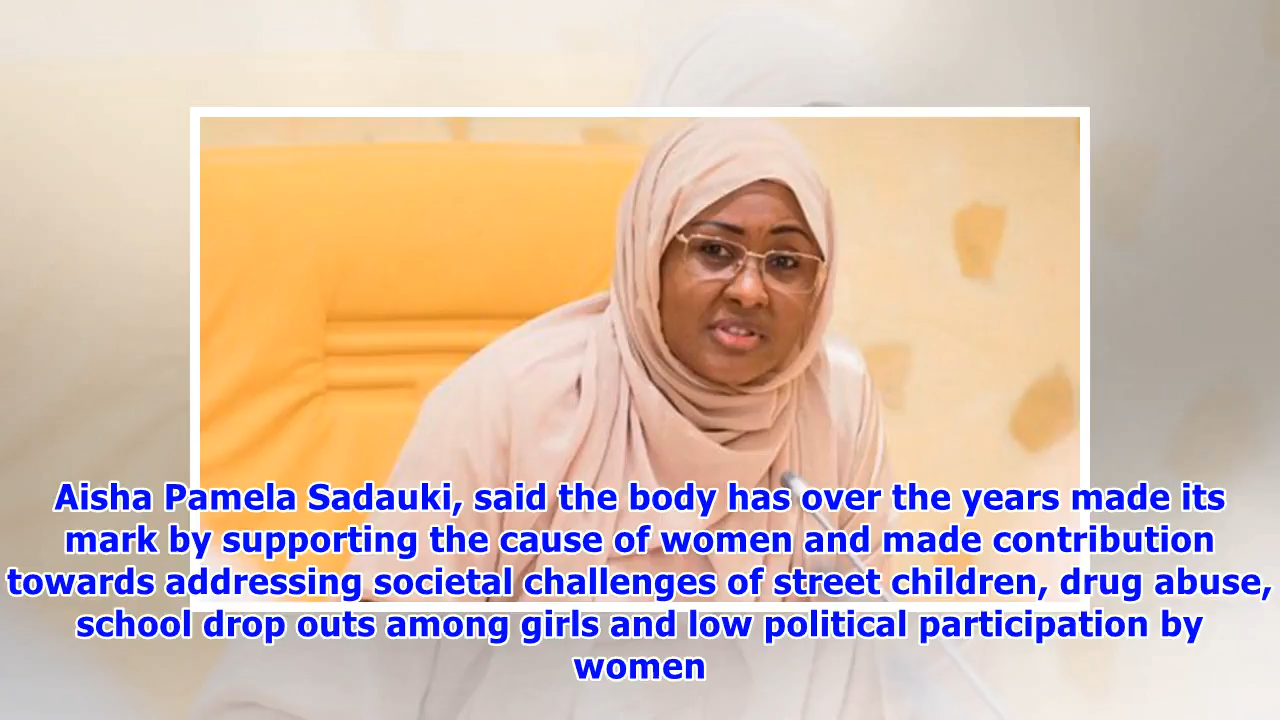 Aisha Pamela Sadauki, said the body has over the years made its
mark by supporting the cause of women and made contribution
towards addressing societal challenges of street children, drug abuse,
school drop outs among girls and low political participation by
women